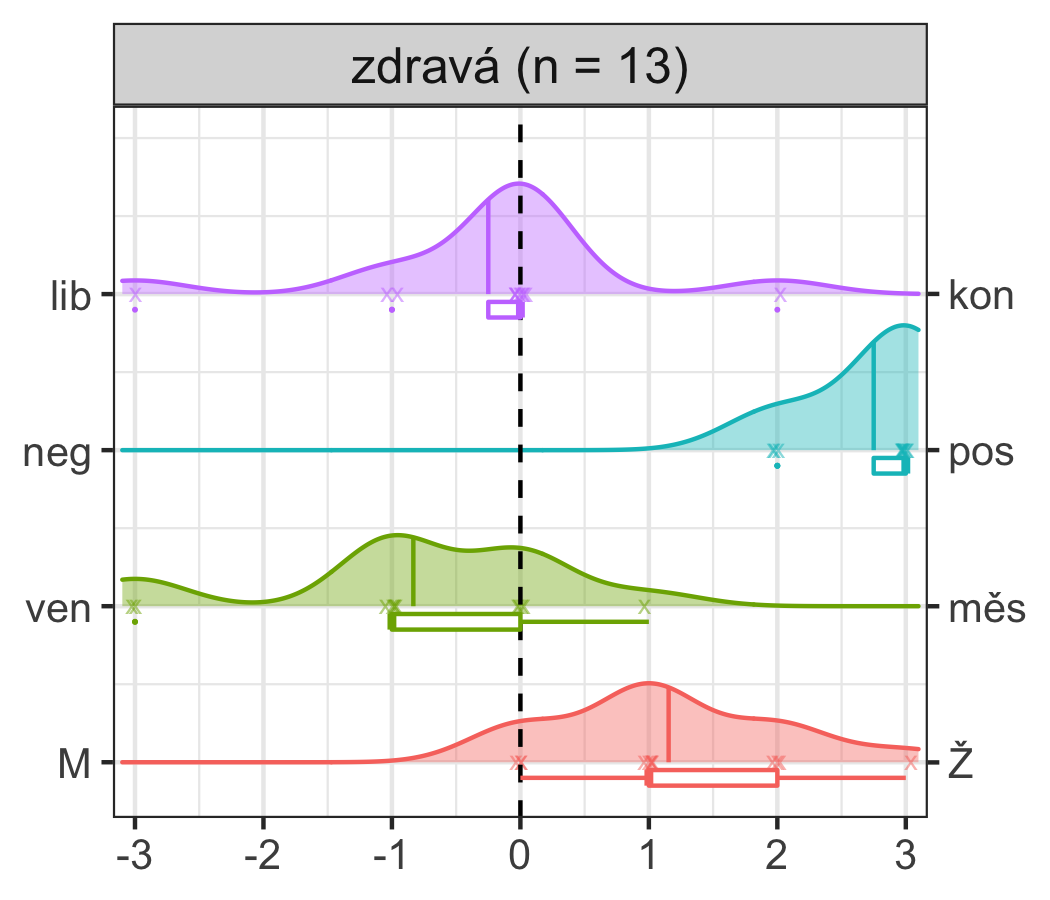 zdravá (n = 13)
lib kon
neg pos
ven měs
M Ž
-3 -2 -1 0 1 2 3